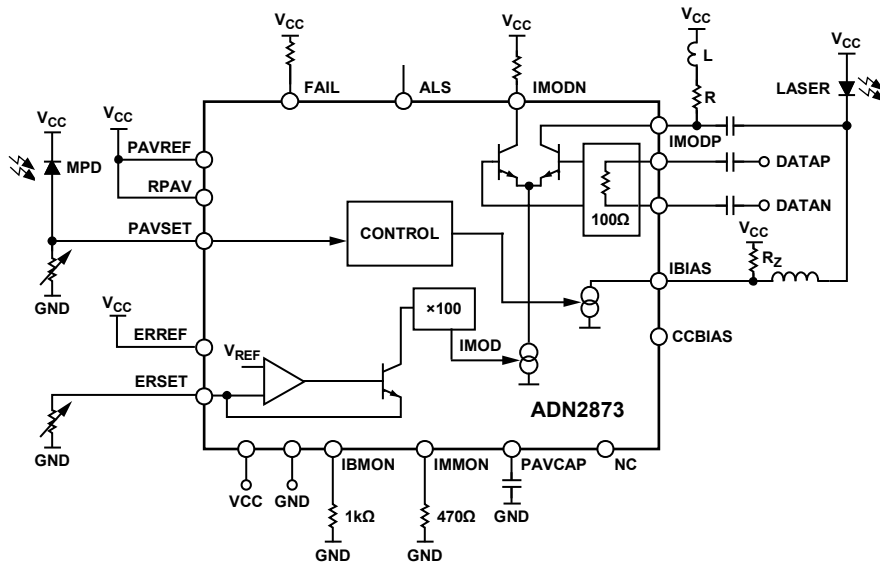 VCC
VCC
VCC
L
VCC
FAIL
ALS
IMODN
R
LASER
VCC
VCC
PAVREF
IMODP
MPD
DATAP
RPAV
100Ω
DATAN
PAVSET
CONTROL
VCC
RZ
IBIAS
GND
×100
VCC
ERREF
IMOD
CCBIAS
VREF
ERSET
ADN2873
GND
IBMON
IMMON
PAVCAP
NC
VCC
GND
1kΩ
470Ω
GND
GND
GND